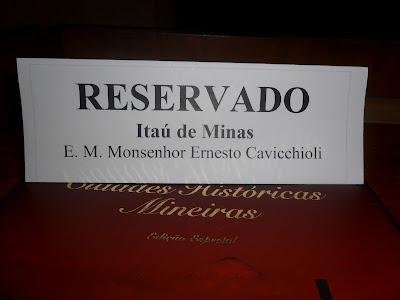 RESERVADO
Itaú de Minas
E. M. Monsenhor Ernesto Cavicchioli
Cidades Históricas
Mineiras
Edição Especial